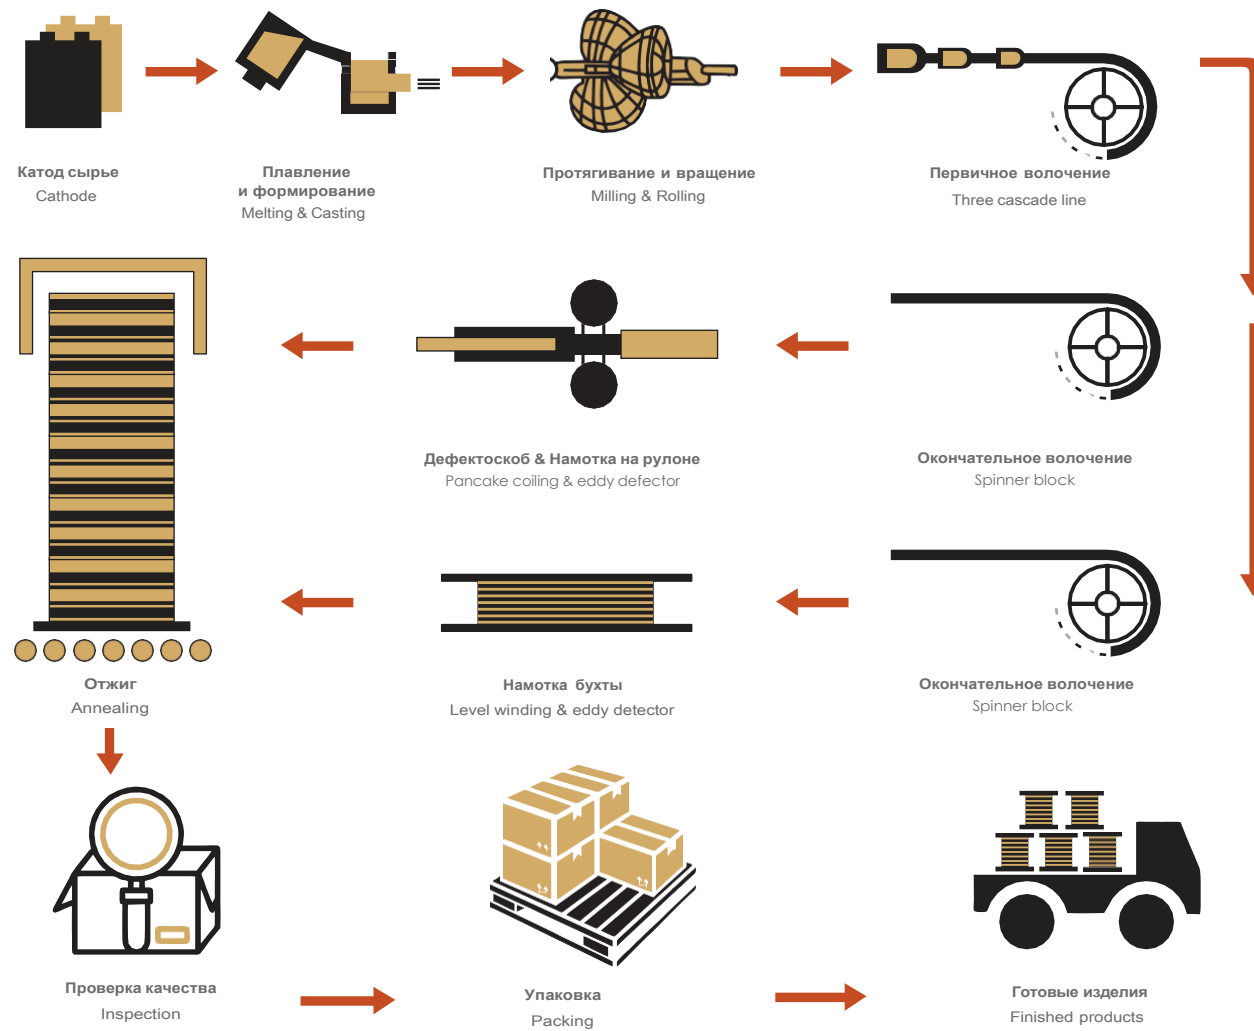 Катод сырье
Cathode
Плавление
и формирование
Melting & Casting
Протягивание и вращение
Milling & Rolling
Первичное волочение
Three cascade line
Дефектоскоб & Намотка на рулоне
Pancake coiling & eddy defector
Окончательное волочение
Spinner block
Отжиг
Annealing
Намотка бухты
Level winding & eddy detector
Окончательное волочение
Spinner block
Проверка качества
Inspection
Упаковка
Packing
Готовые изделия
Finished products